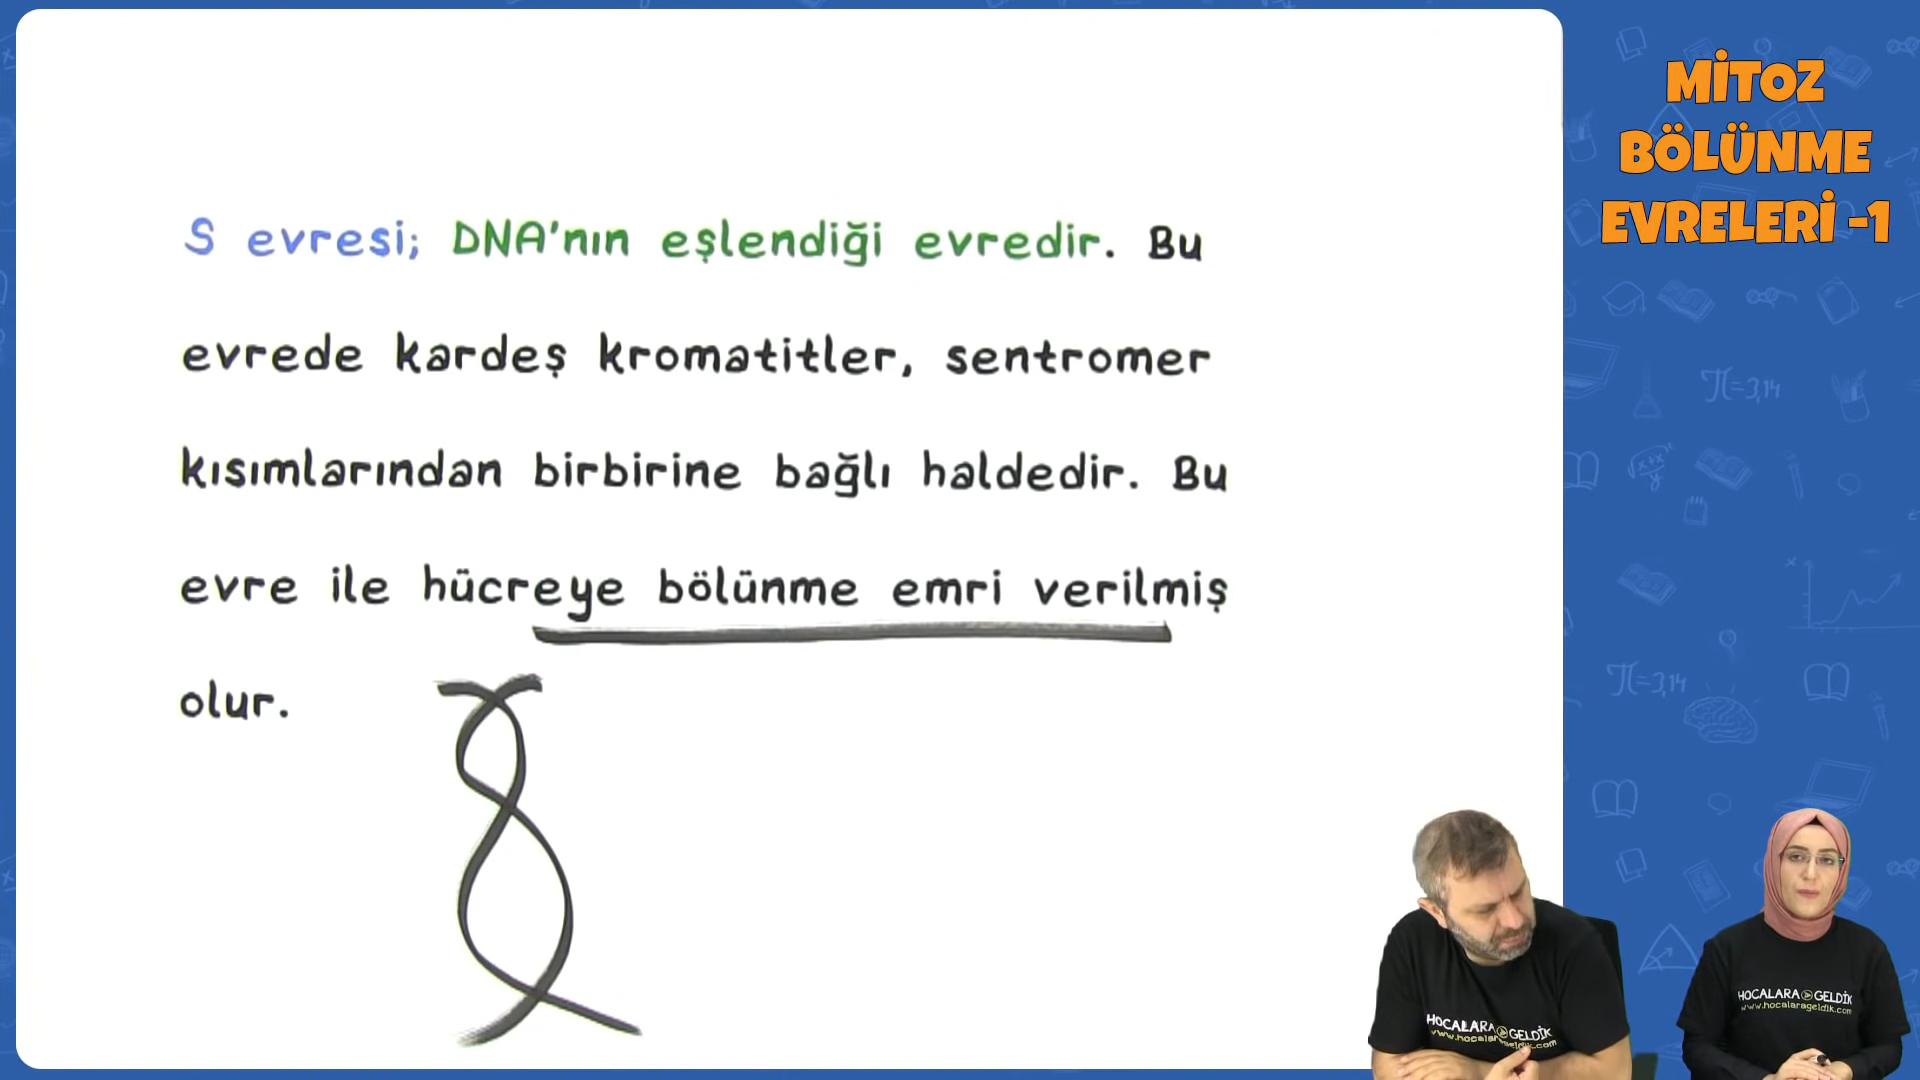 S evresi; DNA'nın eşlendiği evredir. Bu
evrede kardeş kromatitler, sentromer
kısımlarından birbirine bağlı haldedir. Bu
evre ile hücreye bölünme emri verilmiş
olur.
MİTOZ
BÖLÜNME
EVRELERİ -1
π=3,14
π=3,14
HOCALARA GELDİK
www.hocalarageldik.com
HOCALARA GELDİK
www.hocalarageldik.com